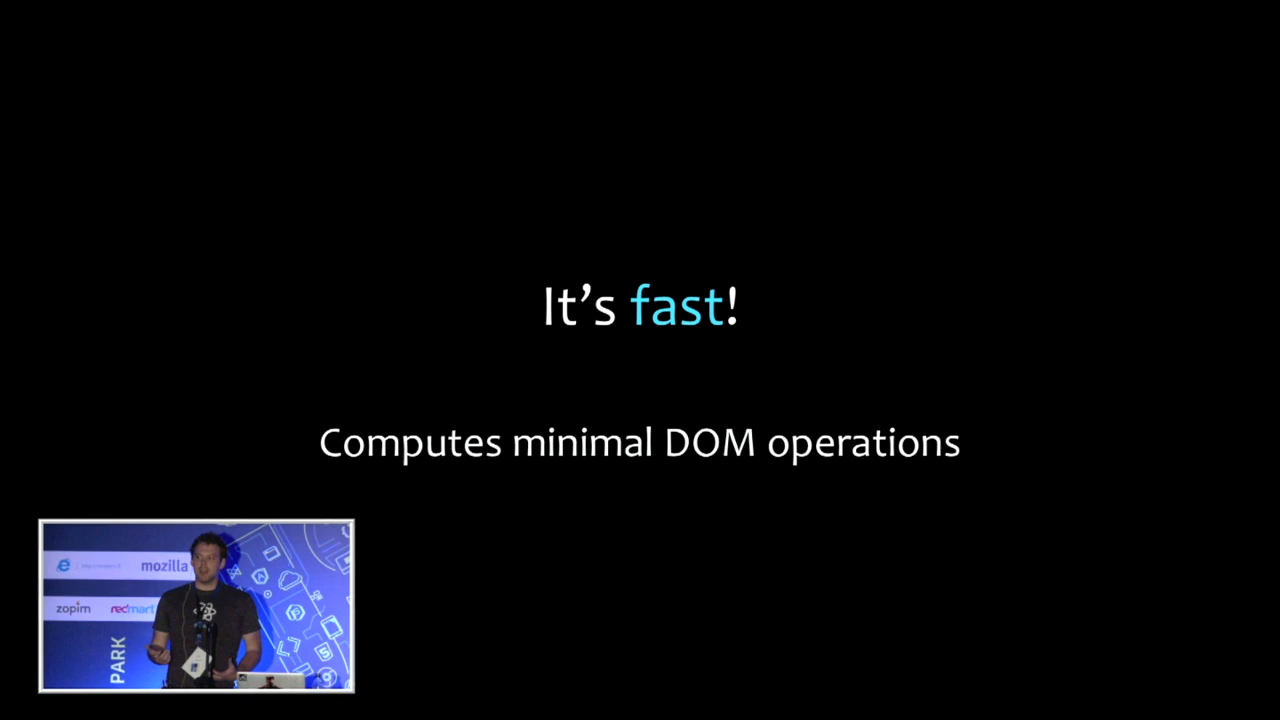 It's fast!
Computes minimal DOM operations
mozilla
zopim
redmart
PARK